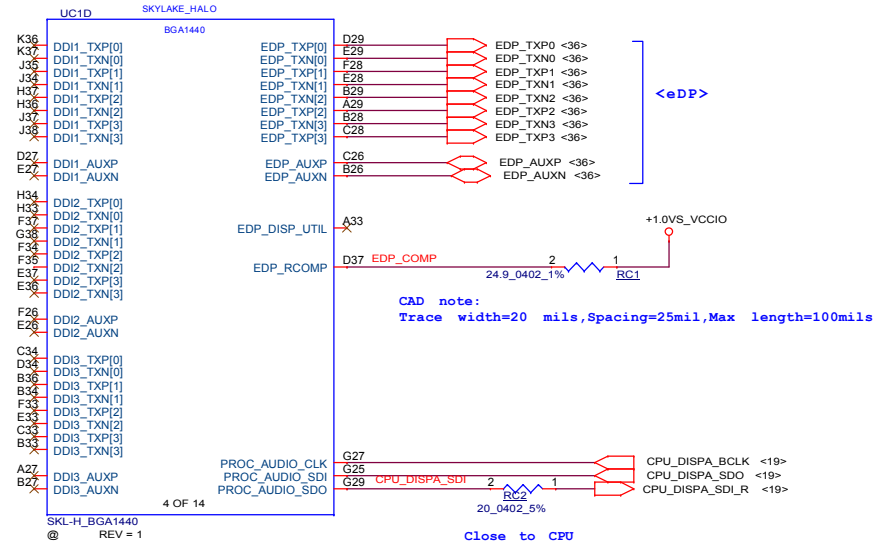 UC1D SKYLAKE_HALO
BGA1440
K36 DDI1_TXP[0] EDP_TXP[0] D29 EDP_TXP0 <36>
K37 DDI1_TXN[0] EDP_TXN[0] E29 EDP_TXN0 <36>
J35 DDI1_TXP[1] EDP_TXP[1] F28 EDP_TXP1 <36>
J34 DDI1_TXN[1] EDP_TXN[1] E28 EDP_TXN1 <36>
H37 DDI1_TXP[2] EDP_TXN[2] B29 EDP_TXN2 <36>
H36 DDI1_TXN[2] EDP_TXP[2] A29 EDP_TXP2 <36>
J37 DDI1_TXP[3] EDP_TXN[3] B28 EDP_TXN3 <36>
J38 DDI1_TXN[3] EDP_TXP[3] C28 EDP_TXP3 <36>
<eDP>
D27 DDI1_AUXP EDP_AUXP C26 EDP_AUXP <36>
E27 DDI1_AUXN EDP_AUXN B26 EDP_AUXN <36>
H34 DDI2_TXP[0]
H33 DDI2_TXN[0]
F37 DDI2_TXP[1] EDP_DISP_UTIL A33
G38 DDI2_TXN[1]
F34 DDI2_TXP[2]
F35 DDI2_TXN[2] EDP_RCOMP D37 EDP_COMP 2 1 +1.0VS_VCCIO
E37 DDI2_TXP[3] 24.9_0402_1% RC1
E36 DDI2_TXN[3]
CAD note:
Trace width=20 mils,Spacing=25mil,Max length=100mils
F26 DDI2_AUXP
E26 DDI2_AUXN
C34 DDI3_TXP[0]
D34 DDI3_TXN[0]
B36 DDI3_TXP[1]
B34 DDI3_TXN[1]
F33 DDI3_TXP[2]
E33 DDI3_TXN[2]
C33 DDI3_TXP[3]
B33 DDI3_TXN[3]
PROC_AUDIO_CLK G27 CPU_DISPA_BCLK <19>
A27 DDI3_AUXP PROC_AUDIO_SDI G25 CPU_DISPA_SDO <19>
B27 DDI3_AUXN PROC_AUDIO_SDO G29 CPU_DISPA_SDI 2 1 CPU_DISPA_SDI_R <19>
4 OF 14 RC2
SKL-H_BGA1440 20_0402_5%
@ REV = 1 Close to CPU